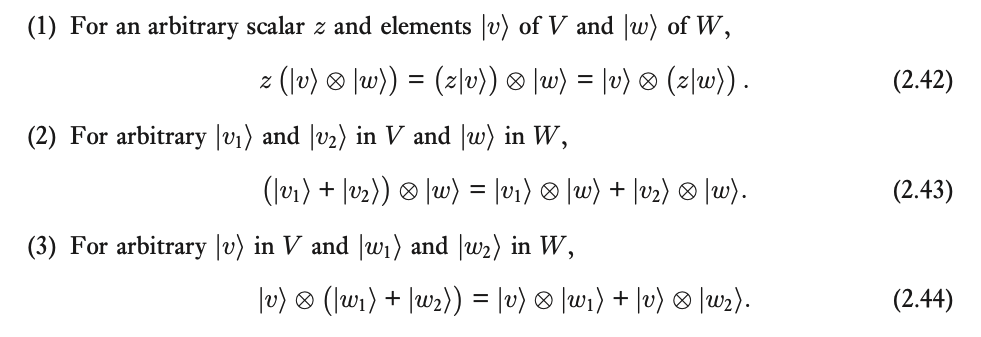 (1) For an arbitrary scalar z and elements |v⟩ of V and |w⟩ of W,
z (|v⟩ ⊗ |w⟩) = (z|v⟩) ⊗ |w⟩ = |v⟩ ⊗ (z|w⟩) . (2.42)
(2) For arbitrary |v₁⟩ and |v₂⟩ in V and |w⟩ in W,
(|v₁⟩ + |v₂⟩) ⊗ |w⟩ = |v₁⟩ ⊗ |w⟩ + |v₂⟩ ⊗ |w⟩. (2.43)
(3) For arbitrary |v⟩ in V and |w₁⟩ and |w₂⟩ in W,
|v⟩ ⊗ (|w₁⟩ + |w₂⟩) = |v⟩ ⊗ |w₁⟩ + |v⟩ ⊗ |w₂⟩. (2.44)